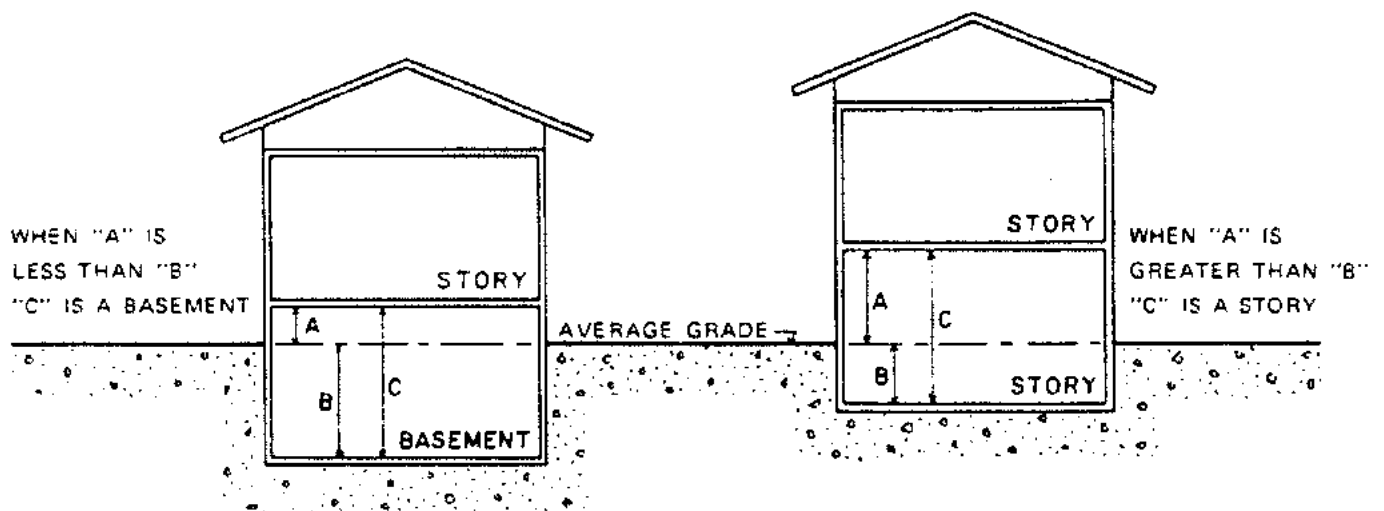 WHEN "A" IS
LESS THAN "B"
"C" IS A BASEMENT
STORY
A
B
C
BASEMENT
AVERAGE GRADE
STORY
A
C
B
STORY
WHEN "A" IS
GREATER THAN "B"
"C" IS A STORY